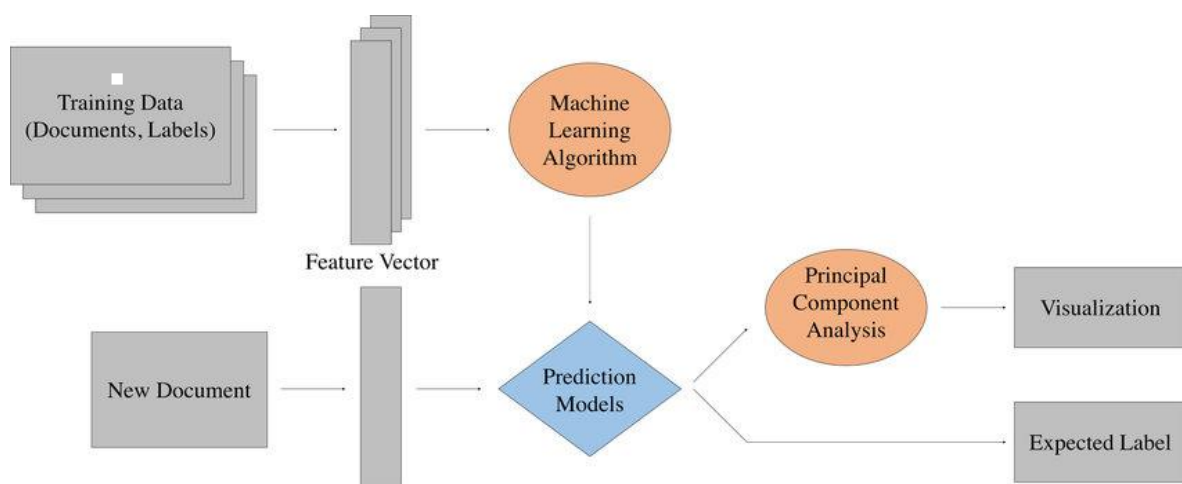 Training Data
(Documents, Labels)
Machine
Learning
Algorithm
Feature Vector
Principal
Component
Analysis
Visualization
New Document
Prediction
Models
Expected Label